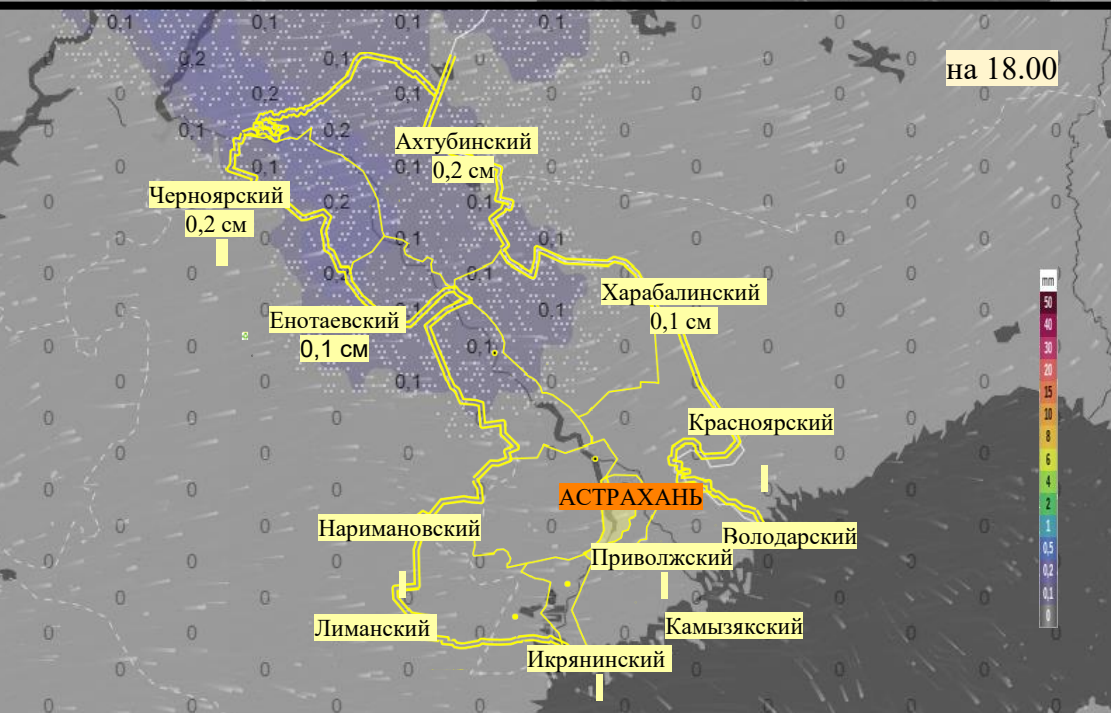 на 18.00
Ахтубинский
0,2 см
Черноярский
0,2 см
Харабалинский
0,1 см
Енотаевский
0,1 см
Красноярский
АСТРАХАНЬ
Наримановский
Володарский
Приволжский
Лиманский
Камызякский
Икрянинский
mm
50
40
30
20
15
10
8
6
4
2
1
0,5
0,2
0,1
0